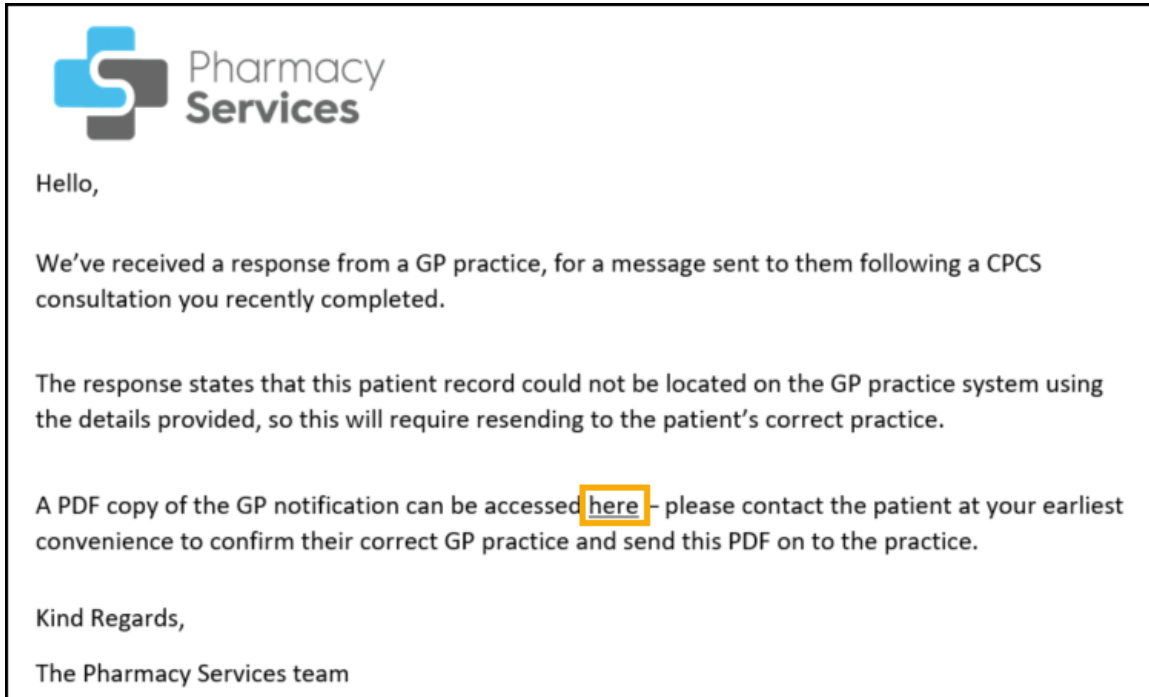 Pharmacy
Services
Hello,
We’ve received a response from a GP practice, for a message sent to them following a CPCS
consultation you recently completed.
The response states that this patient record could not be located on the GP practice system using
the details provided, so this will require resending to the patient’s correct practice.
A PDF copy of the GP notification can be accessed here – please contact the patient at your earliest
convenience to confirm their correct GP practice and send this PDF on to the practice.
Kind Regards,
The Pharmacy Services team